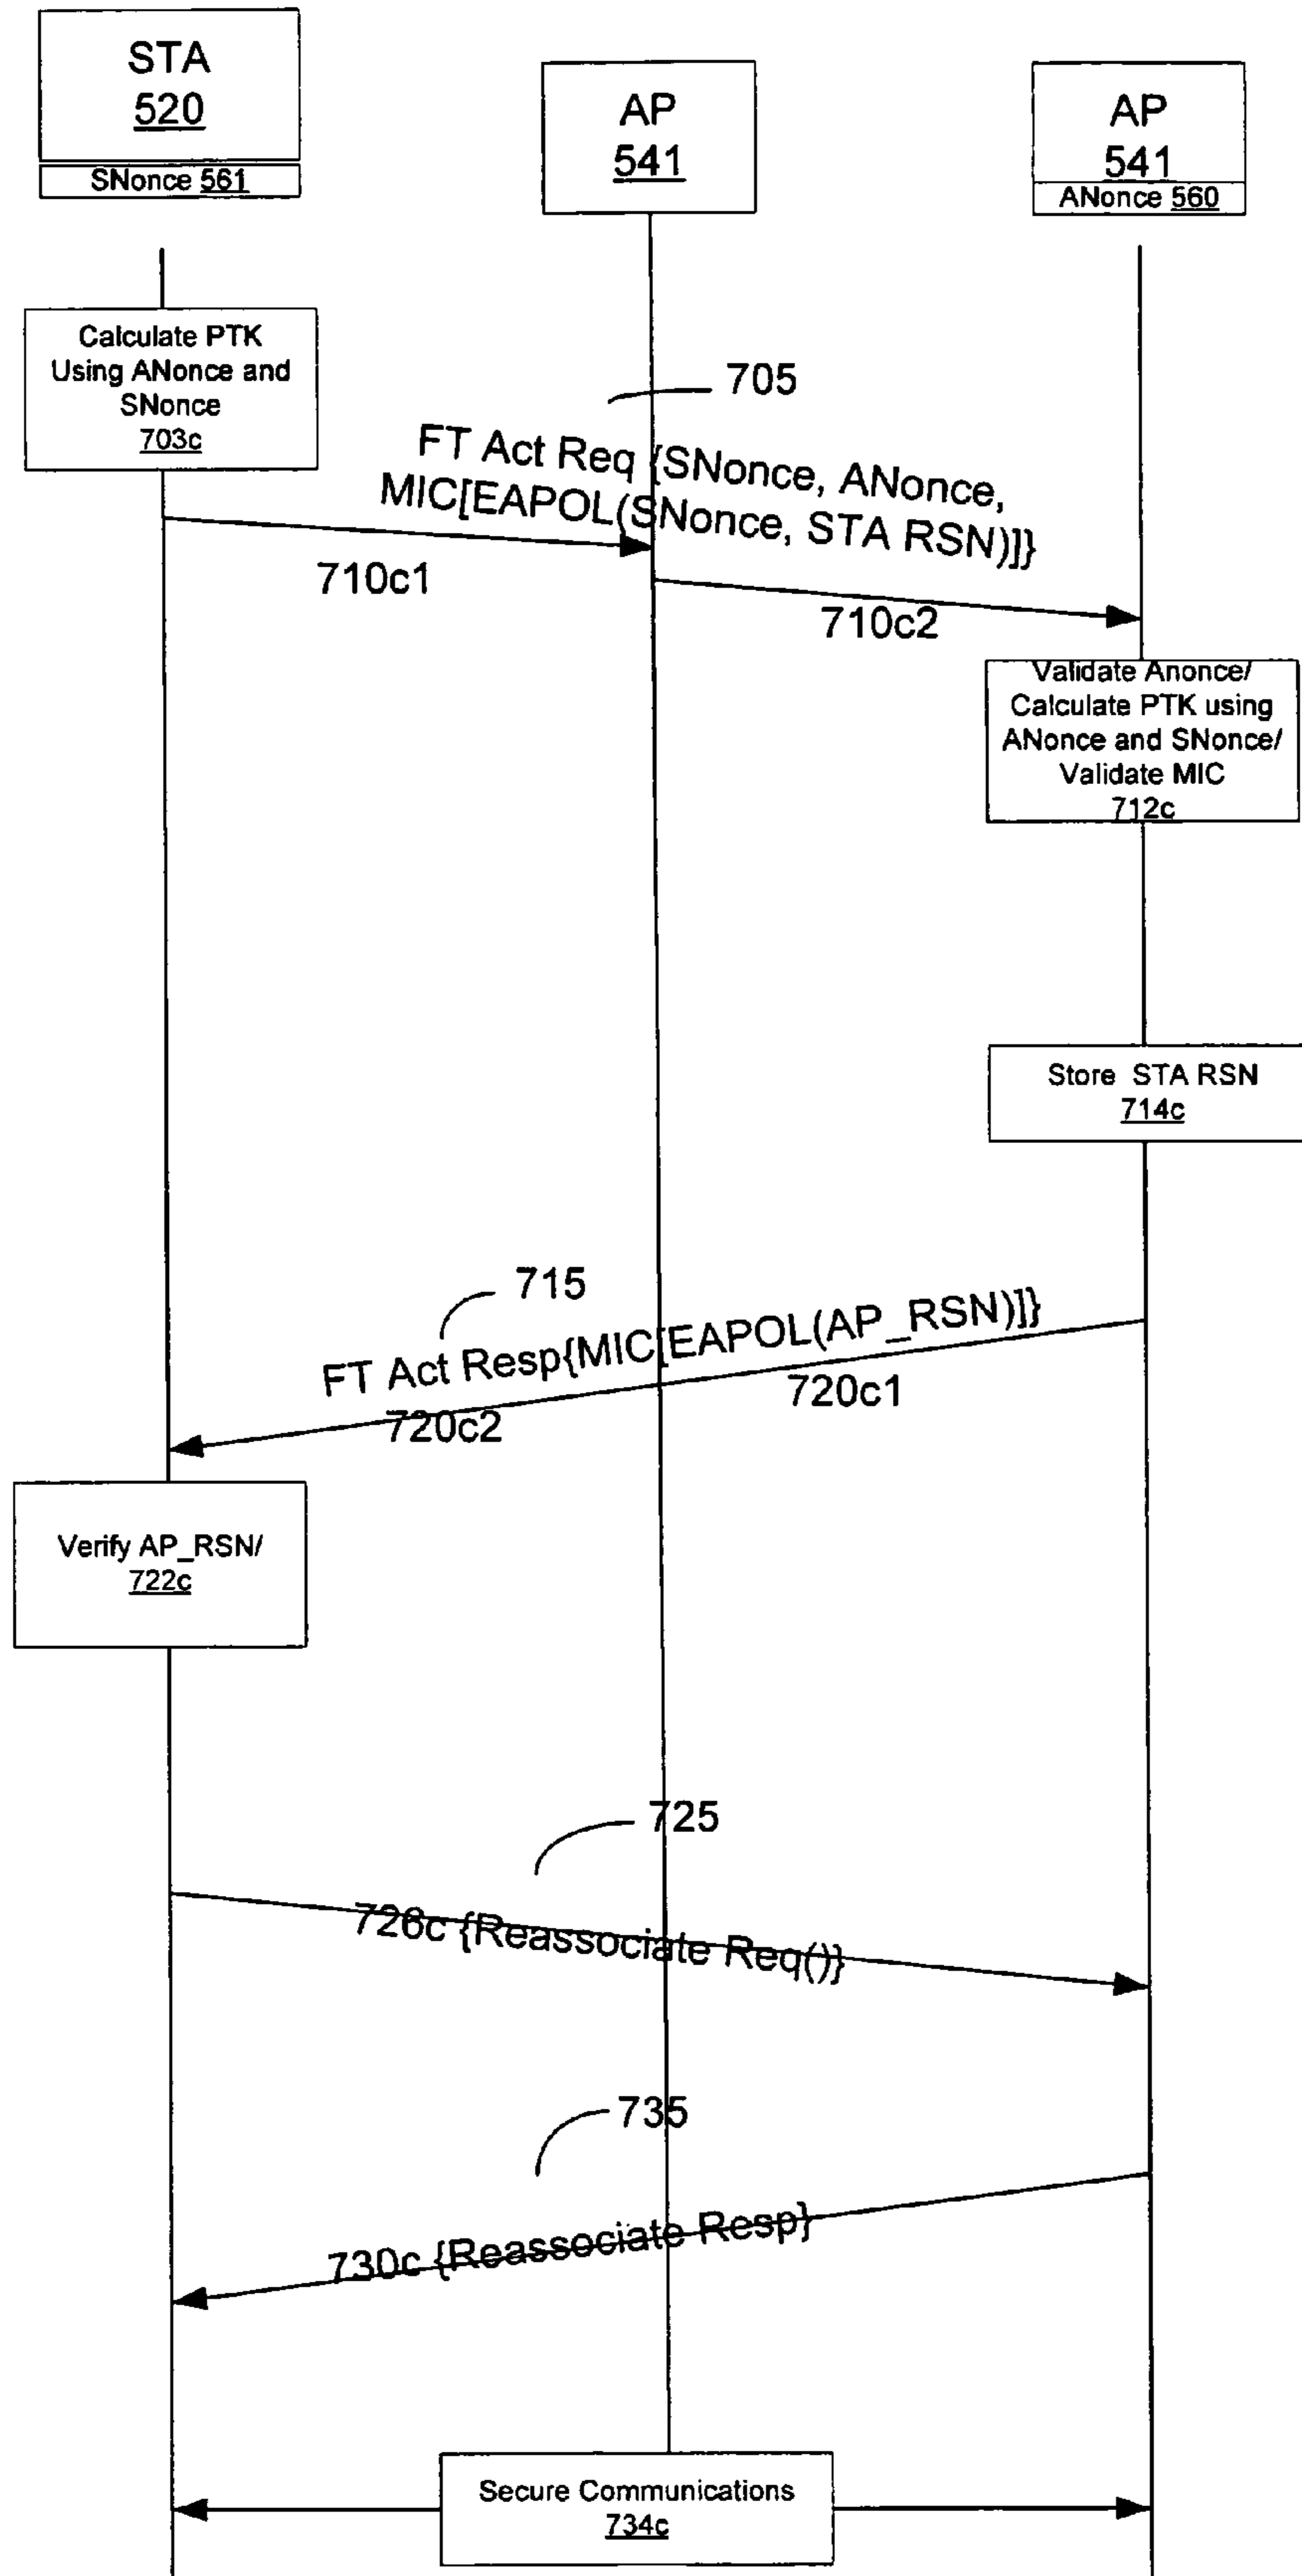 STA
520
SNonce 561
AP
541
AP
541
ANonce 560
Calculate PTK
Using ANonce and
SNonce
703c
705
FT Act Req {SNonce, ANonce,
MIC[EAPOL(SNonce, STA RSN)]}
710c1
710c2
Validate Anonce/
Calculate PTK using
ANonce and SNonce/
Validate MIC
712c
Store STA RSN
714c
715
FT Act Resp{MIC[EAPOL(AP_RSN)]}
720c1
720c2
Verify AP_RSN/
722c
725
726c {Reassociate Req()}
735
730c {Reassociate Resp}
Secure Communications
734c